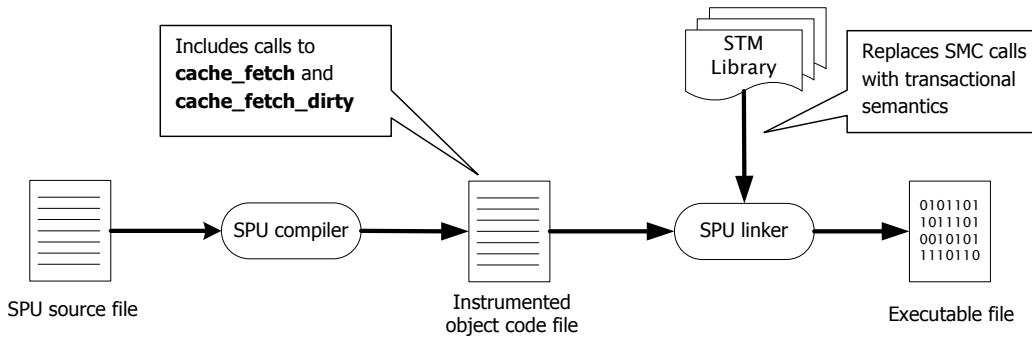 Includes calls to
cache_fetch and
cache_fetch_dirty
STM
Library
Replaces SMC calls
with transactional
semantics
SPU compiler
SPU linker
0101101
1011101
0010101
1110110
SPU source file
Instrumented
object code file
Executable file